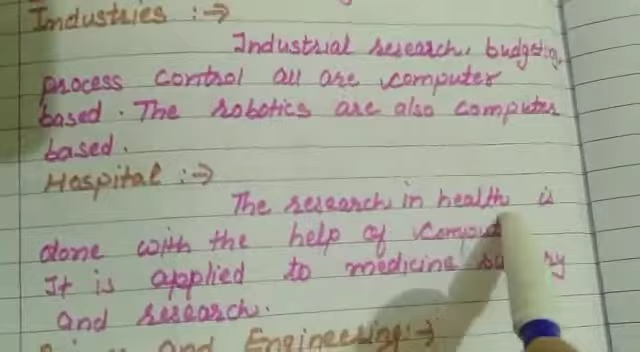 Industries :->
Industrial research, budgeting
process control all are computer
based. The robotics are also computer
based.
Hospital :->
The research in health is
done with the help of
It is applied to medicine
and research.
and Engineering :->